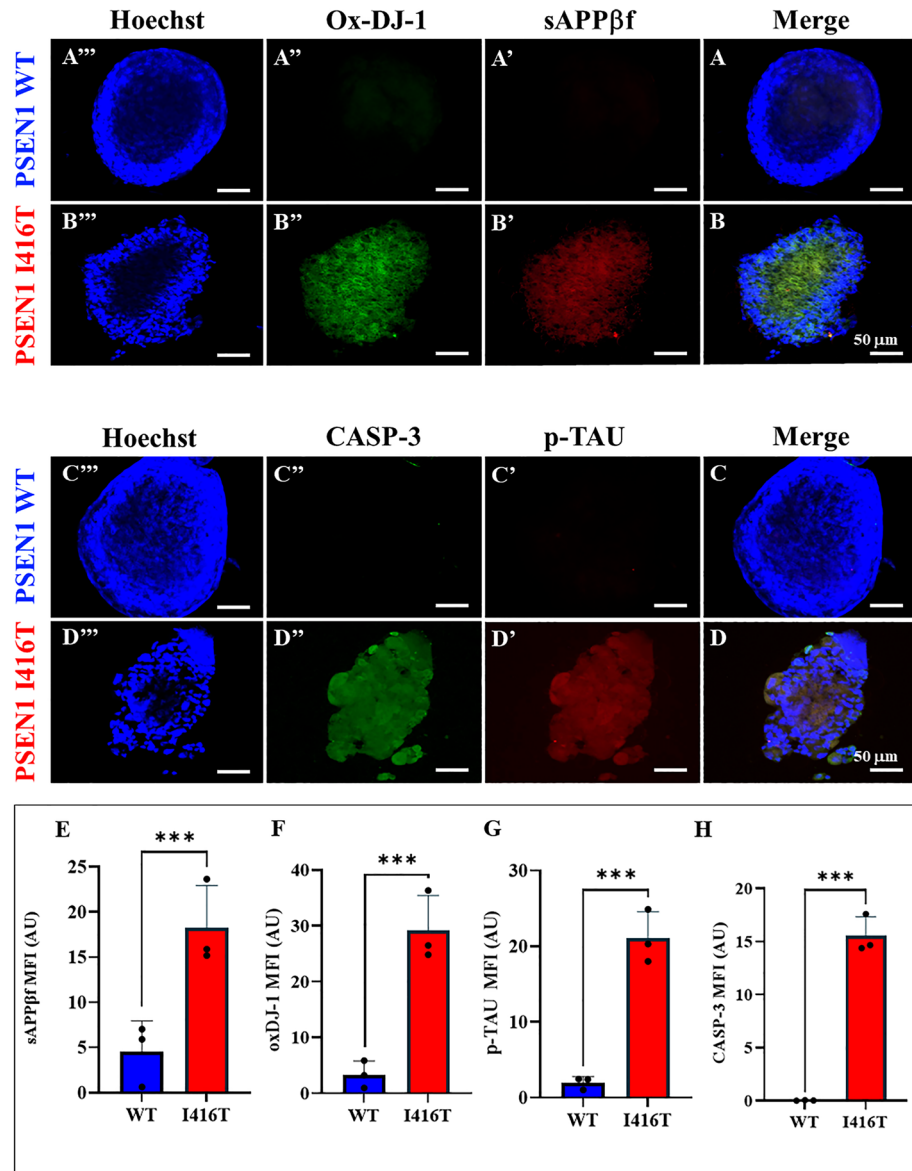 Hoechst Ox-DJ-1 sAPPβf Merge
PSEN1 WT
A''' A'' A' A
PSEN1 I416T
B''' B'' B' B
50 µm
Hoechst CASP-3 p-TAU Merge
PSEN1 WT
C''' C'' C' C
PSEN1 I416T
D''' D'' D' D
50 µm
E
***
sAPPβf MFI (AU)
25
20
15
10
5
0
WT I416T
F
***
oxDJ-1 MFI (AU)
40
30
20
10
0
WT I416T
G
***
p-TAU MFI (AU)
30
20
10
0
WT I416T
H
***
CASP-3 MFI (AU)
20
15
10
5
0
WT I416T